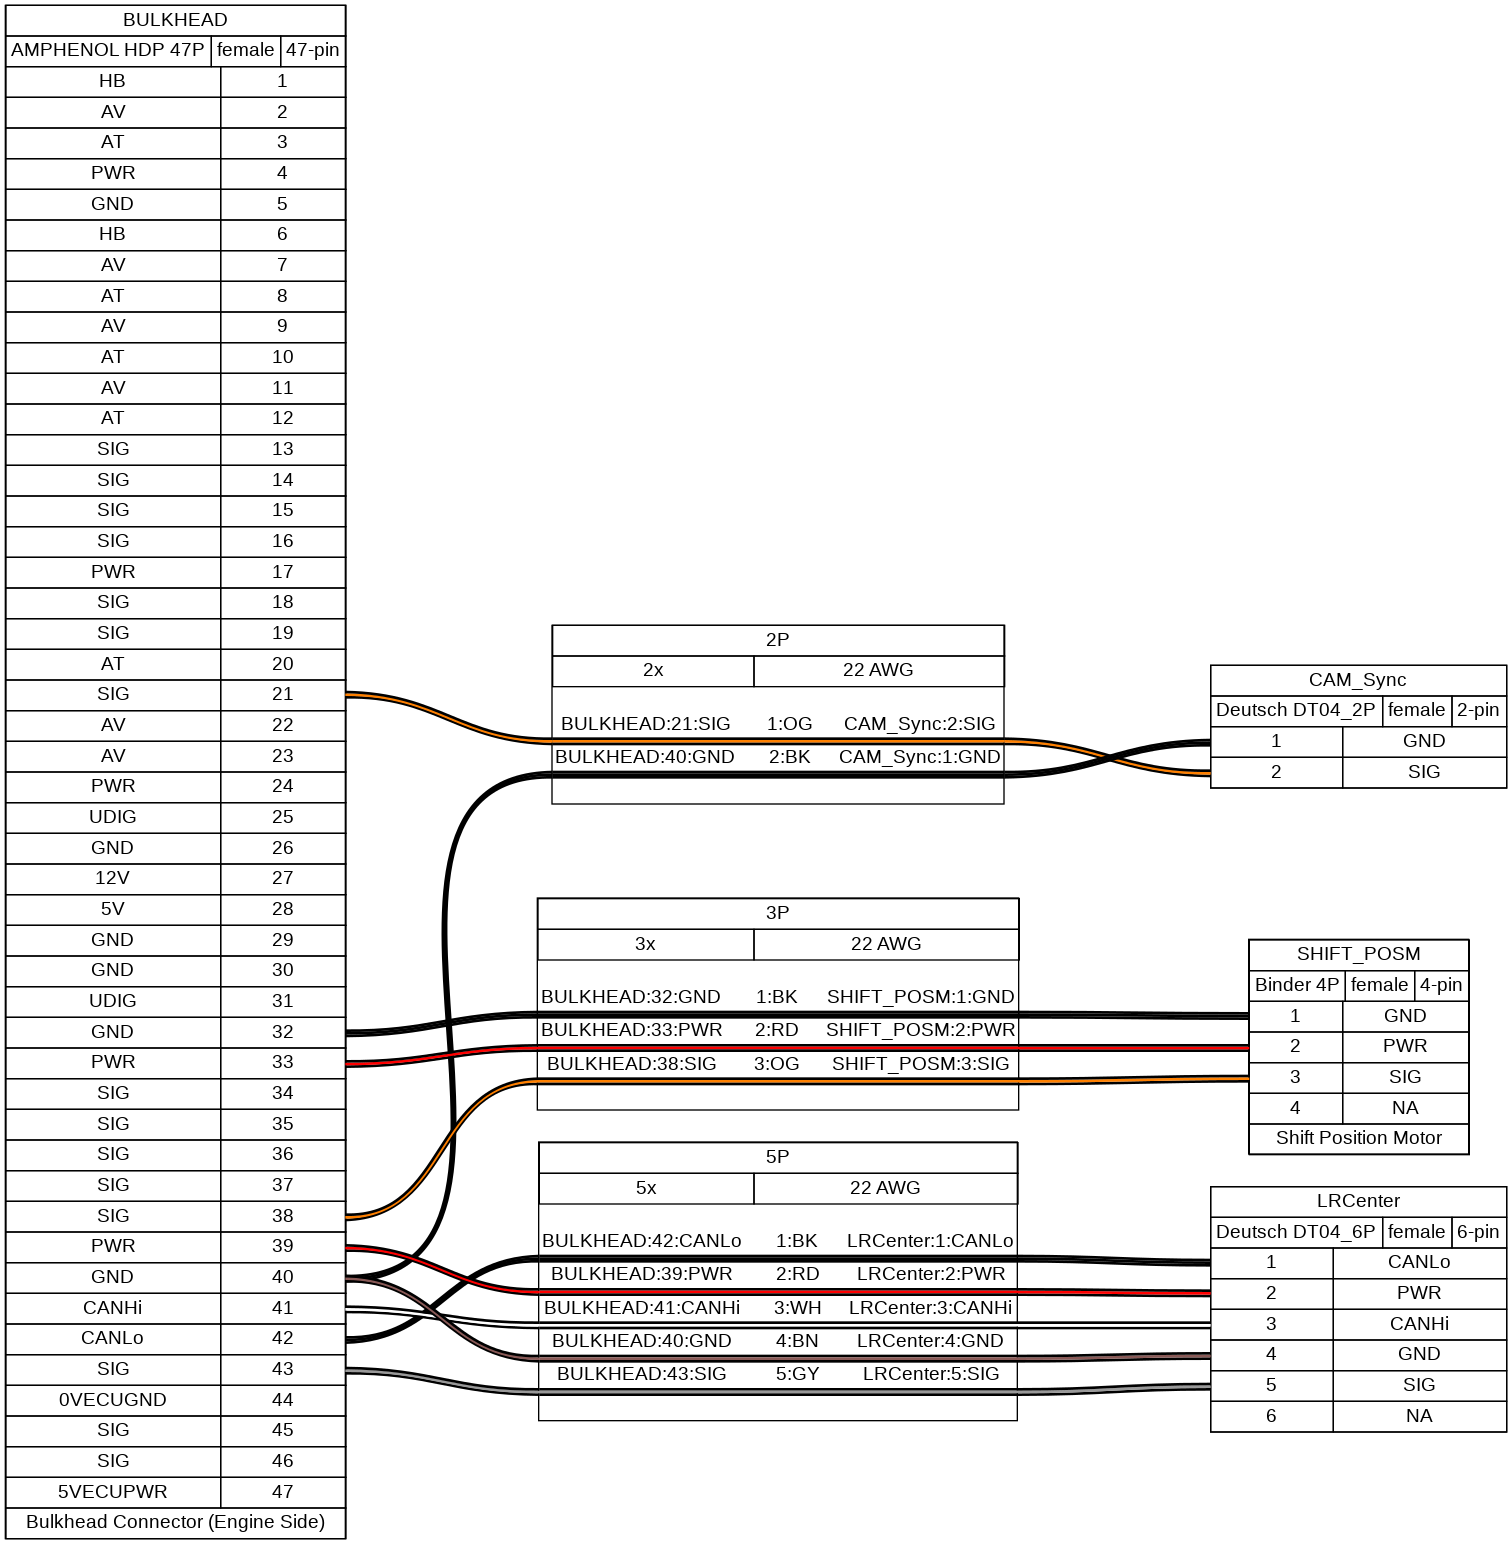 BULKHEAD
AMPHENOL HDP 47P female 47-pin
HB 1
AV 2
AT 3
PWR 4
GND 5
HB 6
AV 7
AT 8
AV 9
AT 10
AV 11
AT 12
SIG 13
SIG 14
SIG 15
SIG 16
PWR 17
SIG 18
SIG 19
AT 20
SIG 21
AV 22
AV 23
PWR 24
UDIG 25
GND 26
12V 27
5V 28
GND 29
GND 30
UDIG 31
GND 32
PWR 33
SIG 34
SIG 35
SIG 36
SIG 37
SIG 38
PWR 39
GND 40
CANHi 41
CANLo 42
SIG 43
0VECUGND 44
SIG 45
SIG 46
5VECUPWR 47
Bulkhead Connector (Engine Side)
2P
2x 22 AWG
BULKHEAD:21:SIG 1:OG CAM_Sync:2:SIG
BULKHEAD:40:GND 2:BK CAM_Sync:1:GND
3P
3x 22 AWG
BULKHEAD:32:GND 1:BK SHIFT_POSM:1:GND
BULKHEAD:33:PWR 2:RD SHIFT_POSM:2:PWR
BULKHEAD:38:SIG 3:OG SHIFT_POSM:3:SIG
5P
5x 22 AWG
BULKHEAD:42:CANLo 1:BK LRCenter:1:CANLo
BULKHEAD:39:PWR 2:RD LRCenter:2:PWR
BULKHEAD:41:CANHi 3:WH LRCenter:3:CANHi
BULKHEAD:40:GND 4:BN LRCenter:4:GND
BULKHEAD:43:SIG 5:GY LRCenter:5:SIG
CAM_Sync
Deutsch DT04_2P female 2-pin
1 GND
2 SIG
SHIFT_POSM
Binder 4P female 4-pin
1 GND
2 PWR
3 SIG
4 NA
Shift Position Motor
LRCenter
Deutsch DT04_6P female 6-pin
1 CANLo
2 PWR
3 CANHi
4 GND
5 SIG
6 NA